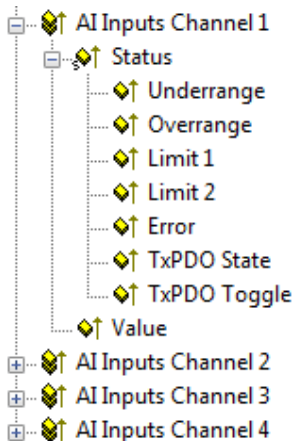 AI Inputs Channel 1
Status
Underrange
Overrange
Limit 1
Limit 2
Error
TxPDO State
TxPDO Toggle
Value
AI Inputs Channel 2
AI Inputs Channel 3
AI Inputs Channel 4